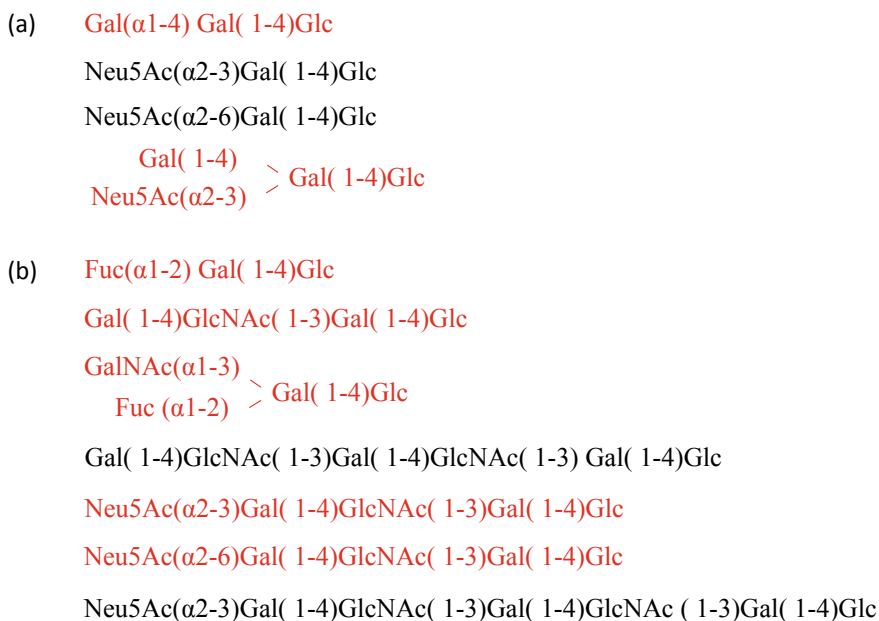 (a) Gal(α1-4) Gal( 1-4)Glc
Neu5Ac(α2-3)Gal( 1-4)Glc
Neu5Ac(α2-6)Gal( 1-4)Glc
Gal( 1-4)
Neu5Ac(α2-3)
> Gal( 1-4)Glc
(b) Fuc(α1-2) Gal( 1-4)Glc
Gal( 1-4)GlcNAc( 1-3)Gal( 1-4)Glc
GalNAc(α1-3)
Fuc (α1-2)
> Gal( 1-4)Glc
Gal( 1-4)GlcNAc( 1-3)Gal( 1-4)GlcNAc( 1-3) Gal( 1-4)Glc
Neu5Ac(α2-3)Gal( 1-4)GlcNAc( 1-3)Gal( 1-4)Glc
Neu5Ac(α2-6)Gal( 1-4)GlcNAc( 1-3)Gal( 1-4)Glc
Neu5Ac(α2-3)Gal( 1-4)GlcNAc( 1-3)Gal( 1-4)GlcNAc ( 1-3)Gal( 1-4)Glc